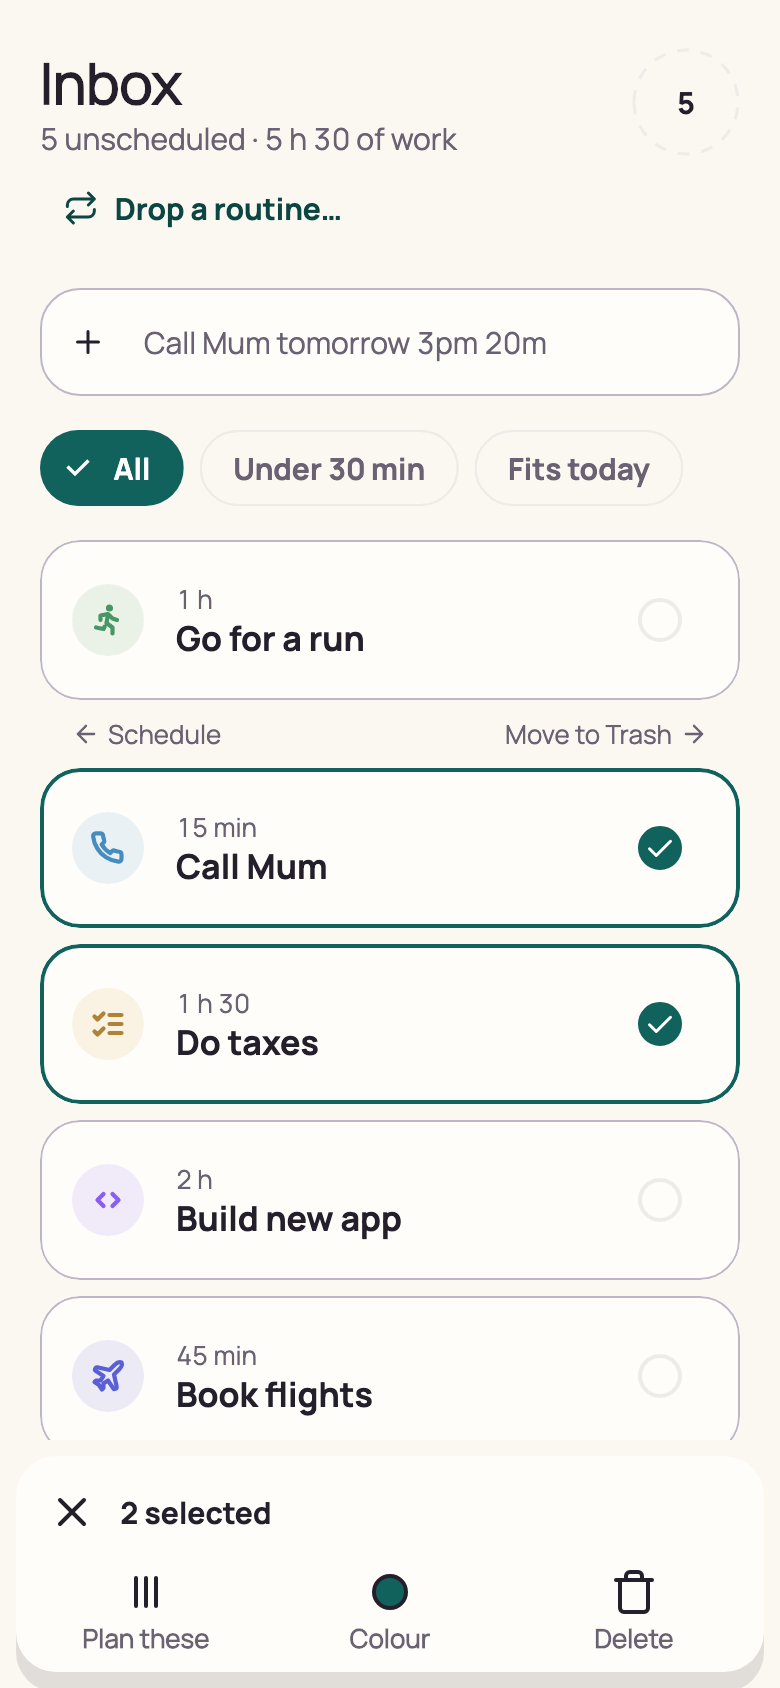 Inbox
5 unscheduled · 5 h 30 of work
5
Drop a routine...
Call Mum tomorrow 3pm 20m
All
Under 30 min
Fits today
1 h
Go for a run
Schedule
Move to Trash
15 min
Call Mum
1 h 30
Do taxes
2 h
Build new app
45 min
Book flights
2 selected
Plan these
Colour
Delete